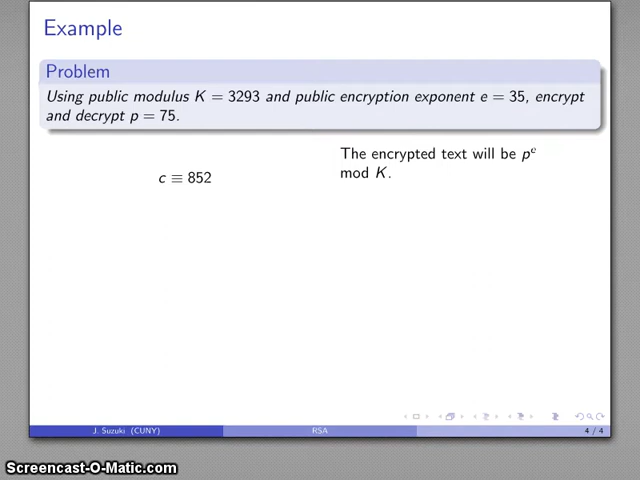 Example
Problem
Using public modulus K = 3293 and public encryption exponent e = 35, encrypt
and decrypt p = 75.
The encrypted text will be pᵉ
mod K.
c ≡ 852
J. Suzuki (CUNY) RSA 4 / 4
Screencast-O-Matic.com